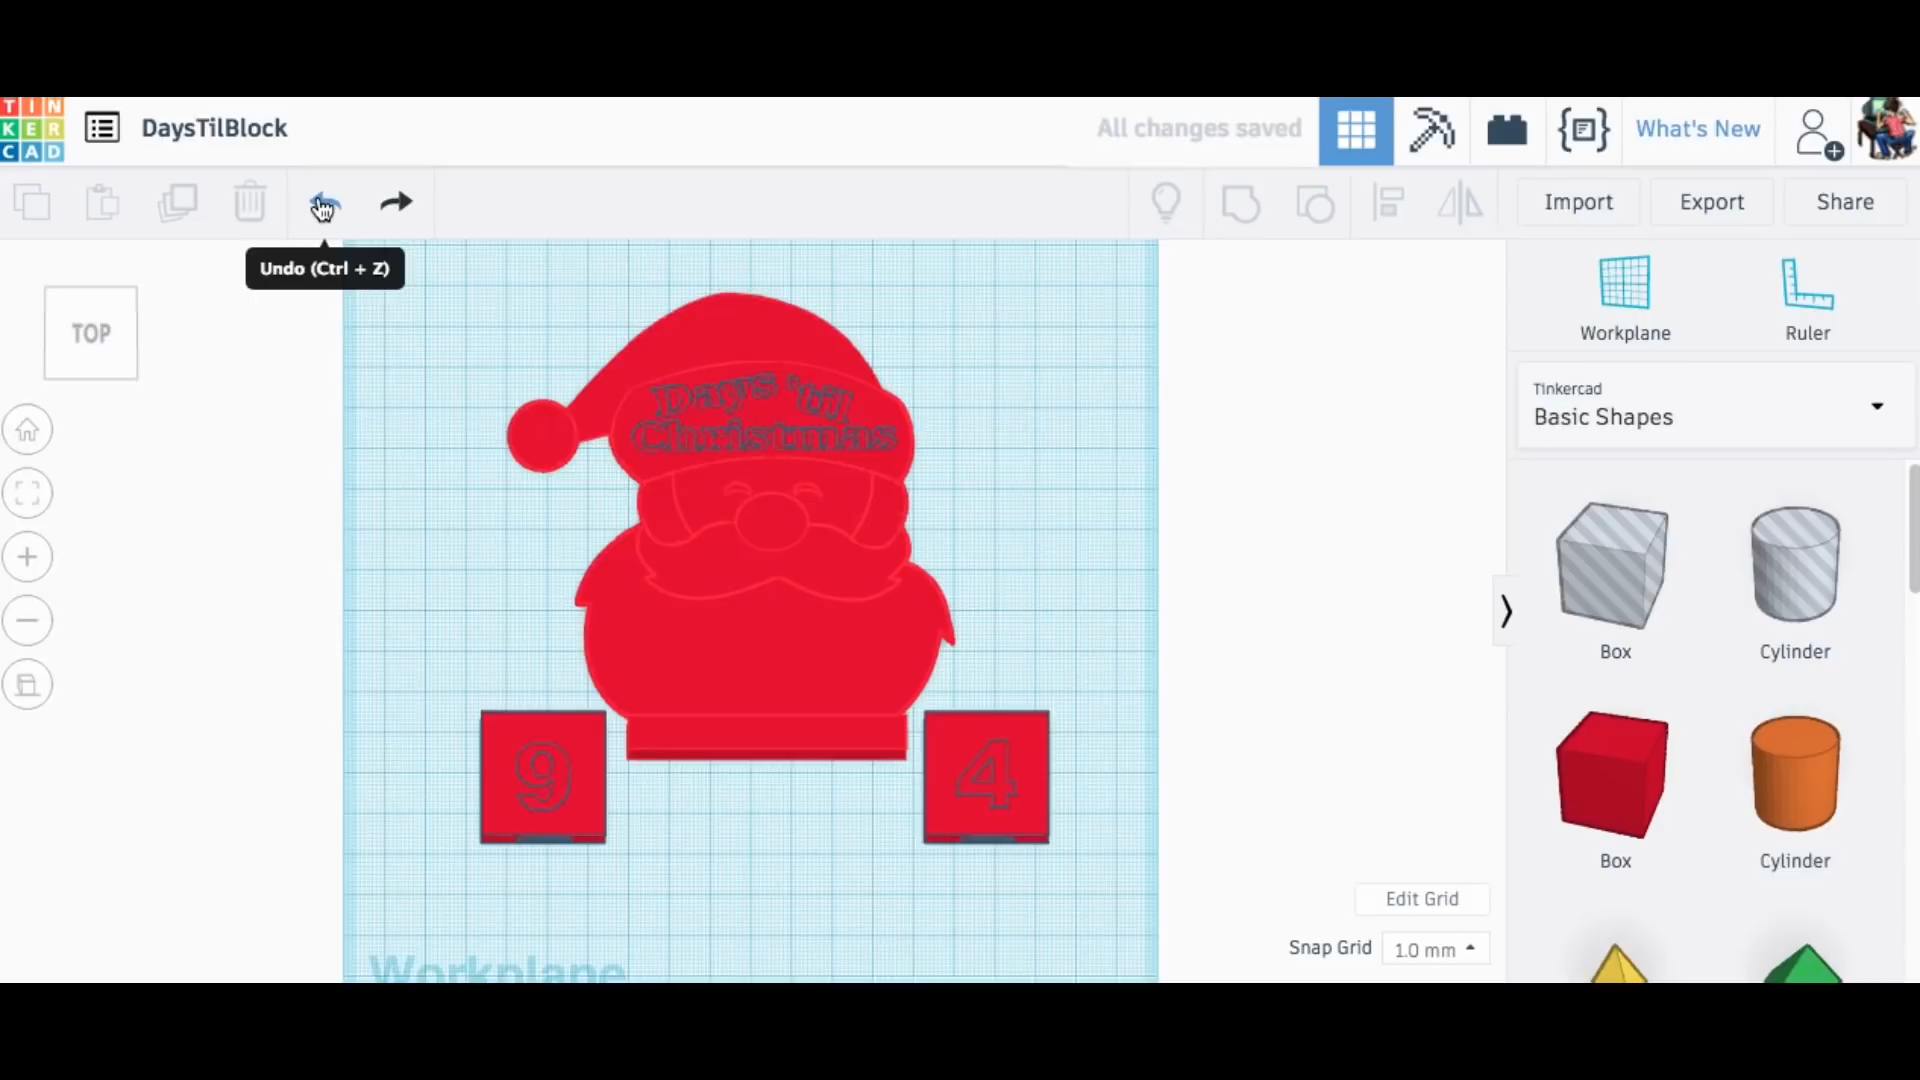 TIN
KER
CAD
DaysTilBlock
All changes saved
What's New
Import
Export
Share
Undo (Ctrl + Z)
TOP
Workplane
Ruler
Tinkercad
Basic Shapes
Days 'til
Christmas
Box
Cylinder
9
4
Box
Cylinder
Edit Grid
Snap Grid
1.0 mm
Workplane